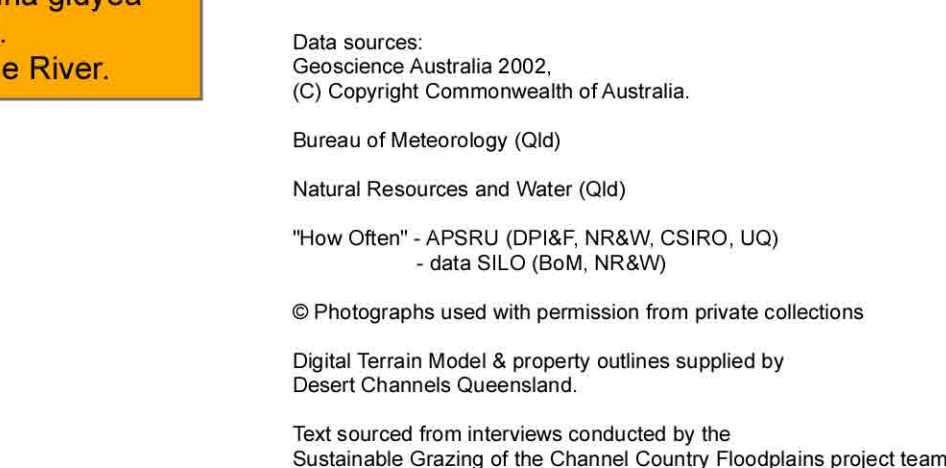 gidyea
.
e River.
Data sources:
Geoscience Australia 2002,
(C) Copyright Commonwealth of Australia.
Bureau of Meteorology (Qld)
Natural Resources and Water (Qld)
"How Often" - APSRU (DPI&F, NR&W, CSIRO, UQ)
- data SILO (BoM, NR&W)
© Photographs used with permission from private collections
Digital Terrain Model & property outlines supplied by
Desert Channels Queensland.
Text sourced from interviews conducted by the
Sustainable Grazing of the Channel Country Floodplains project team